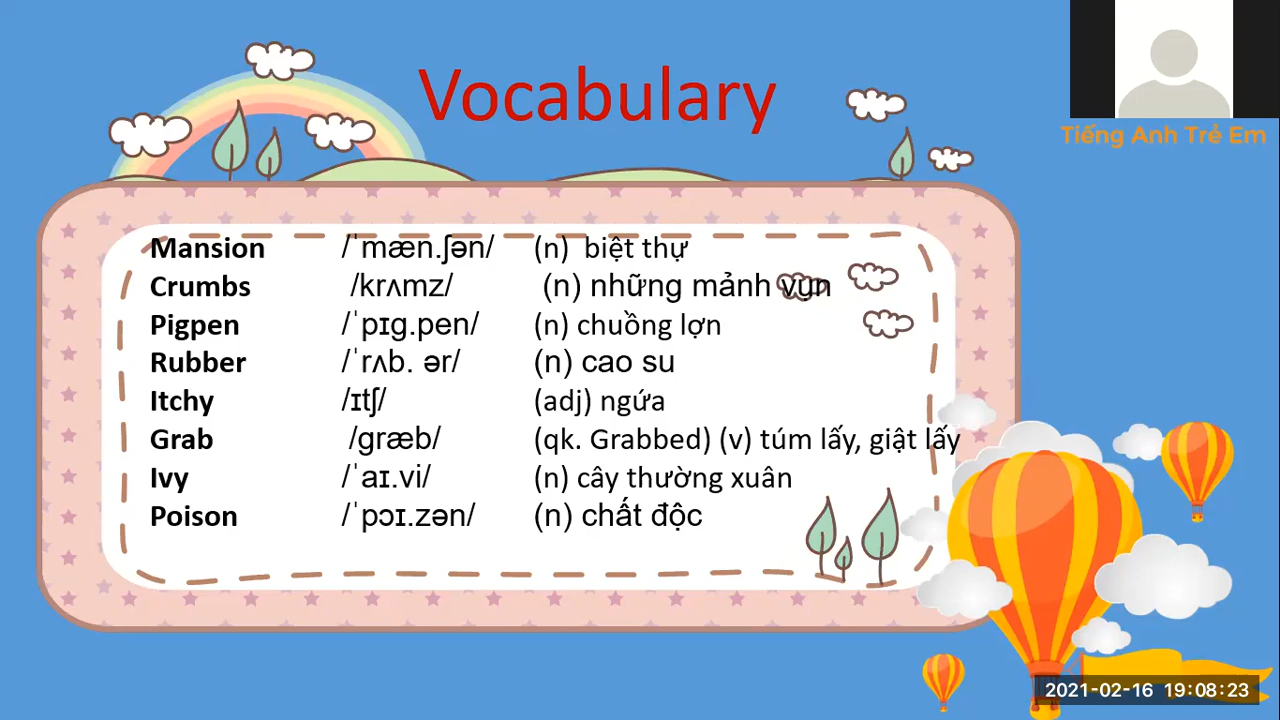 Vocabulary
Tiếng Anh Trẻ Em
Mansion /ˈmæn.ʃən/ (n) biệt thự
Crumbs /krʌmz/ (n) những mảnh vụn
Pigpen /ˈpɪg.pen/ (n) chuồng lợn
Rubber /ˈrʌb. ər/ (n) cao su
Itchy /ɪtʃ/ (adj) ngứa
Grab /græb/ (qk. Grabbed) (v) túm lấy, giật lấy
Ivy /ˈaɪ.vi/ (n) cây thường xuân
Poison /ˈpɔɪ.zən/ (n) chất độc
2021-02-16 19:08:23